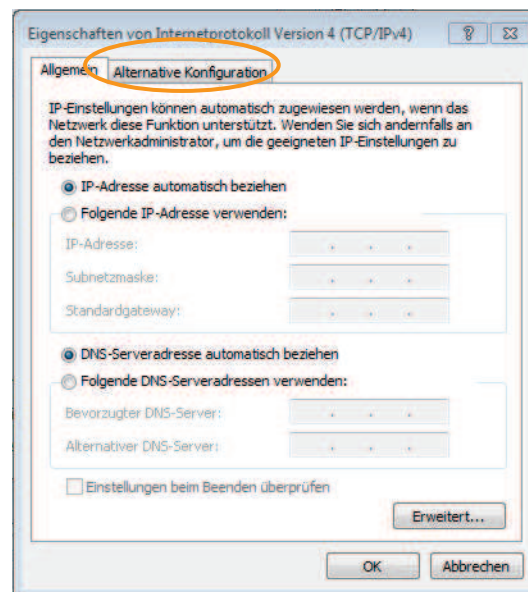 Eigenschaften von Internetprotokoll Version 4 (TCP/IPv4)
Allgemein
Alternative Konfiguration
IP-Einstellungen können automatisch zugewiesen werden, wenn das
Netzwerk diese Funktion unterstützt. Wenden Sie sich andernfalls an
den Netzwerkadministrator, um die geeigneten IP-Einstellungen zu
beziehen.
IP-Adresse automatisch beziehen
Folgende IP-Adresse verwenden:
IP-Adresse:
Subnetzmaske:
Standardgateway:
DNS-Serveradresse automatisch beziehen
Folgende DNS-Serveradressen verwenden:
Bevorzugter DNS-Server:
Alternativer DNS-Server:
Einstellungen beim Beenden überprüfen
Erweitert...
OK
Abbrechen